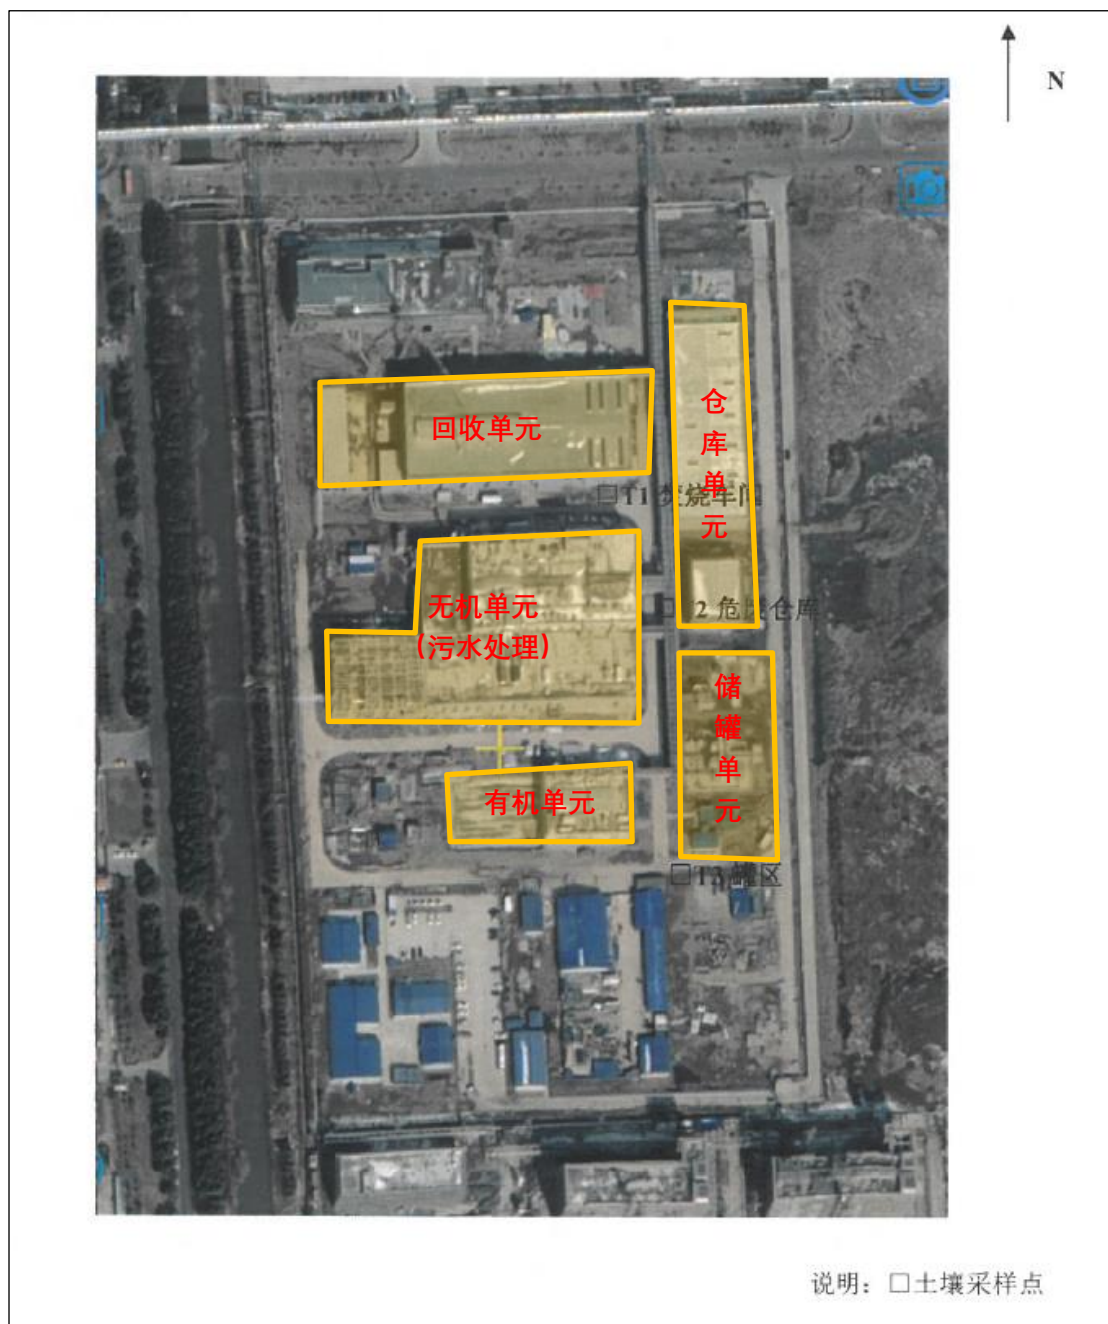 N
回收单元
仓库单元
□T1 焚烧车间
无机单元
(污水处理)
□T2 危废仓库
储罐单元
有机单元
□T3 罐区
说明：□土壤采样点